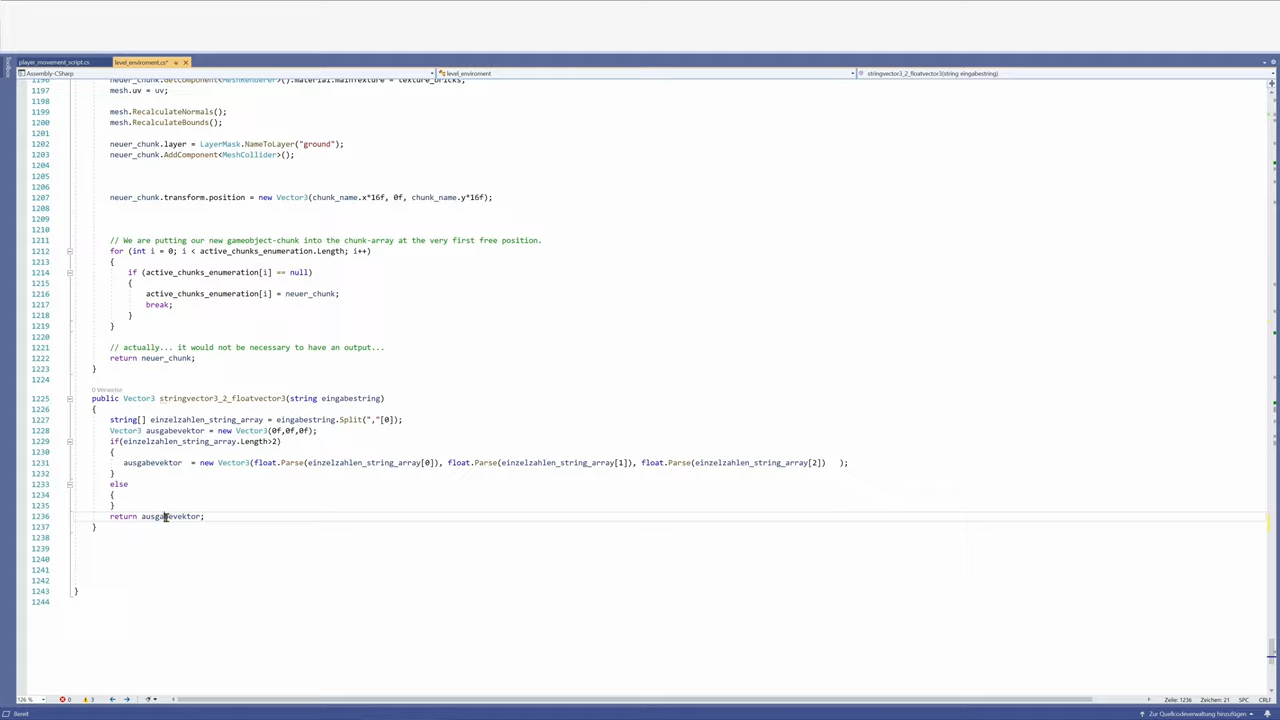 player_movement_script.cs level_enviroment.cs*
Assembly-CSharp level_enviroment stringvector3_2_floatvector3(string eingabestring)
1196 neuer_chunk.GetComponent<MeshRenderer>().material.mainTexture = texture_bricks;
1197 mesh.uv = uv;
1198
1199 mesh.RecalculateNormals();
1200 mesh.RecalculateBounds();
1201
1202 neuer_chunk.layer = LayerMask.NameToLayer("ground");
1203 neuer_chunk.AddComponent<MeshCollider>();
1204
1205
1206
1207 neuer_chunk.transform.position = new Vector3(chunk_name.x*16f, 0f, chunk_name.y*16f);
1208
1209
1210
1211 // We are putting our new gameobject-chunk into the chunk-array at the very first free position.
1212 for (int i = 0; i < active_chunks_enumeration.Length; i++)
1213 {
1214 if (active_chunks_enumeration[i] == null)
1215 {
1216 active_chunks_enumeration[i] = neuer_chunk;
1217 break;
1218 }
1219 }
1220
1221 // actually... it would not be necessary to have an output...
1222 return neuer_chunk;
1223 }
1224
0 Verweise
1225 public Vector3 stringvector3_2_floatvector3(string eingabestring)
1226 {
1227 string[] einzelzahlen_string_array = eingabestring.Split(","[0]);
1228 Vector3 ausgabevektor = new Vector3(0f,0f,0f);
1229 if(einzelzahlen_string_array.Length>2)
1230 {
1231 ausgabevektor = new Vector3(float.Parse(einzelzahlen_string_array[0]), float.Parse(einzelzahlen_string_array[1]), float.Parse(einzelzahlen_string_array[2]) );
1232 }
1233 else
1234 {
1235 }
1236 return ausgabevektor;
1237 }
1238
1239
1240
1241
1242
1243 }
1244
126 % 0 3 Zeile: 1236 Zeichen: 21 SPC CRLF
Bereit Zur Quellcodeverwaltung hinzufügen